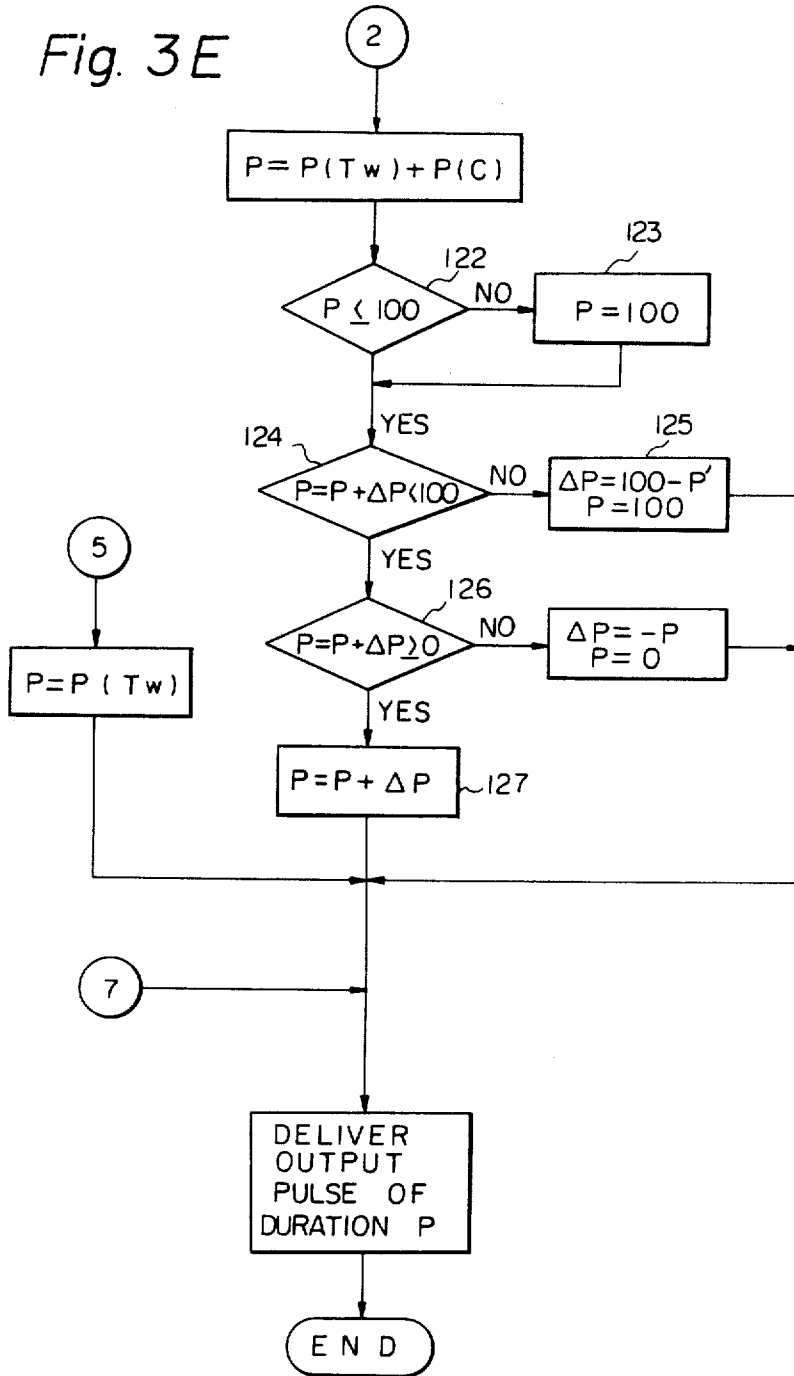 Fig. 3E
2
P = P(Tw) + P(C)
122
P ≤ 100
NO
123
P = 100
YES
124
P=P+ΔP<100
NO
125
ΔP=100-P'
P=100
YES
5
126
P=P+ΔP≥0
NO
ΔP=-P
P=0
P=P (Tw)
YES
P=P+ ΔP
127
7
DELIVER
OUTPUT
PULSE OF
DURATION P
END